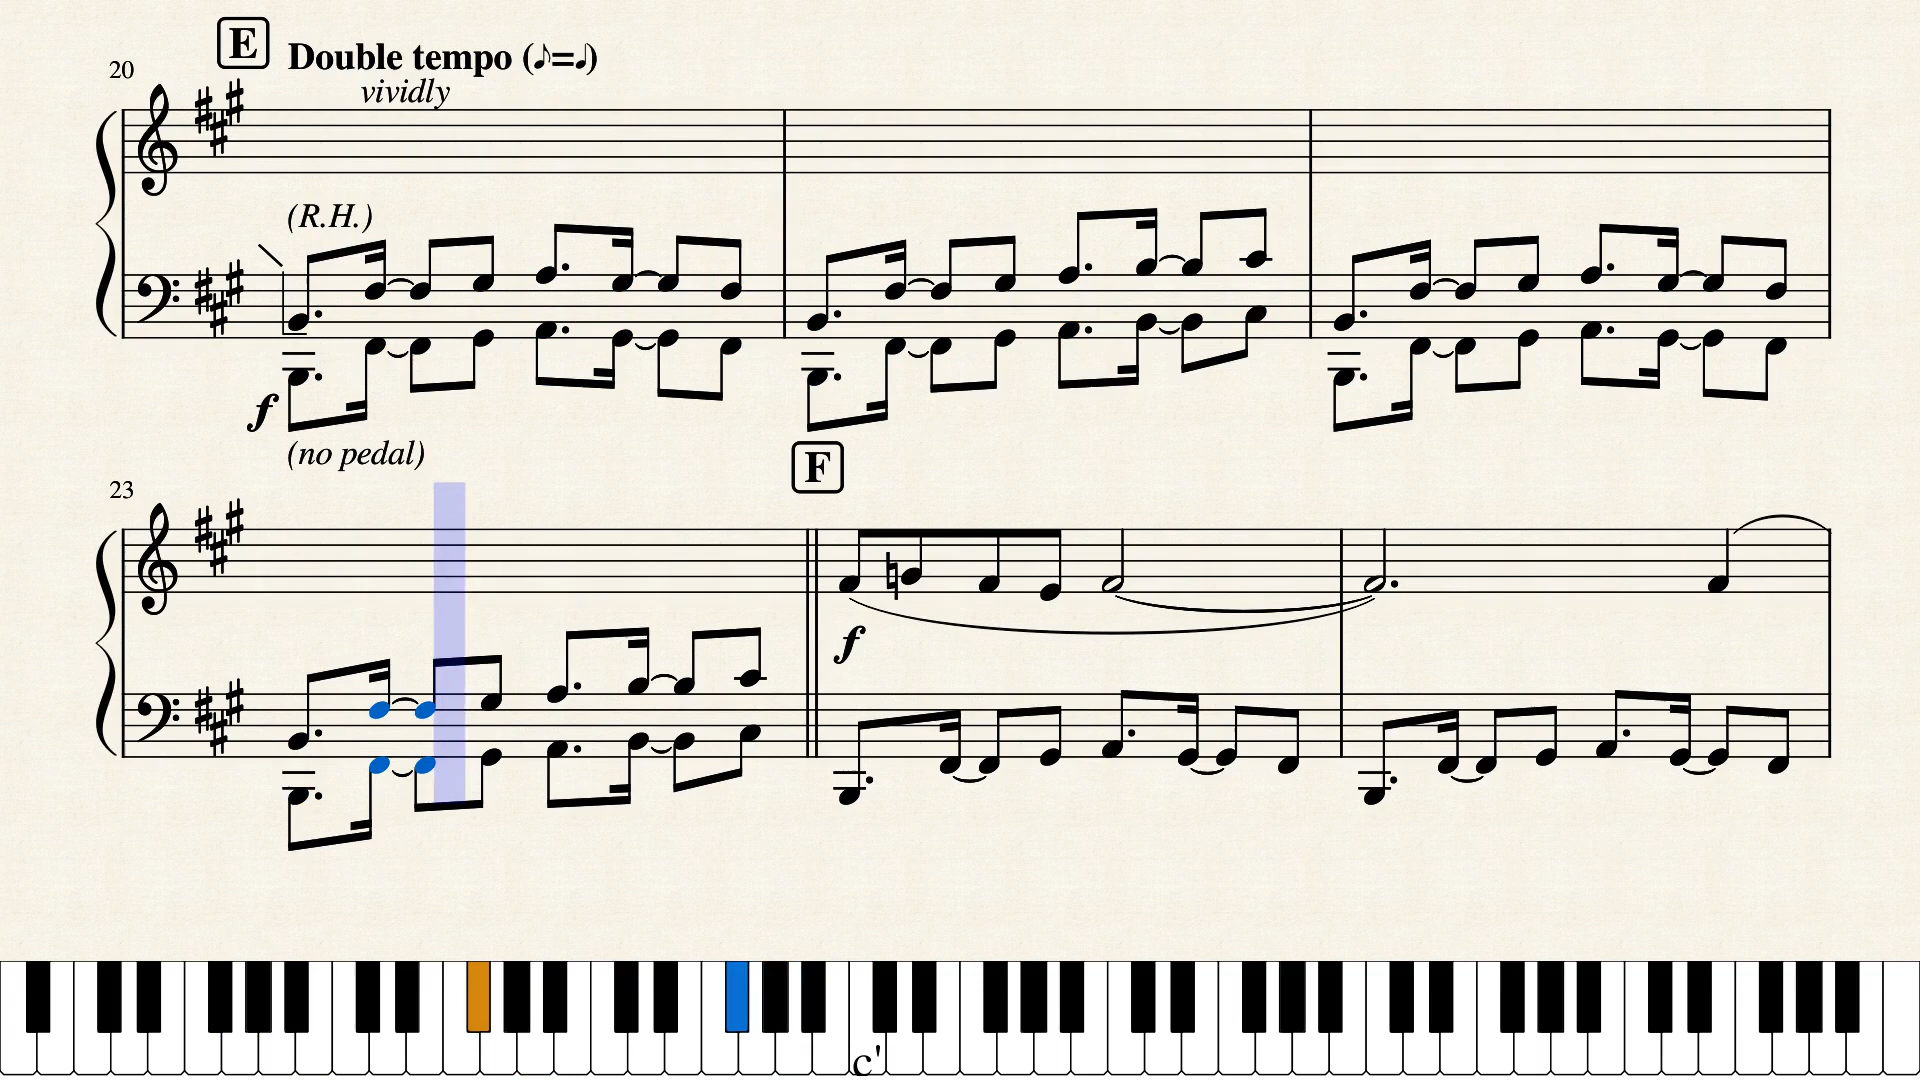 E Double tempo (♪=♩)
20
vividly
(R.H.)
f
(no pedal)
F
23
f
c'